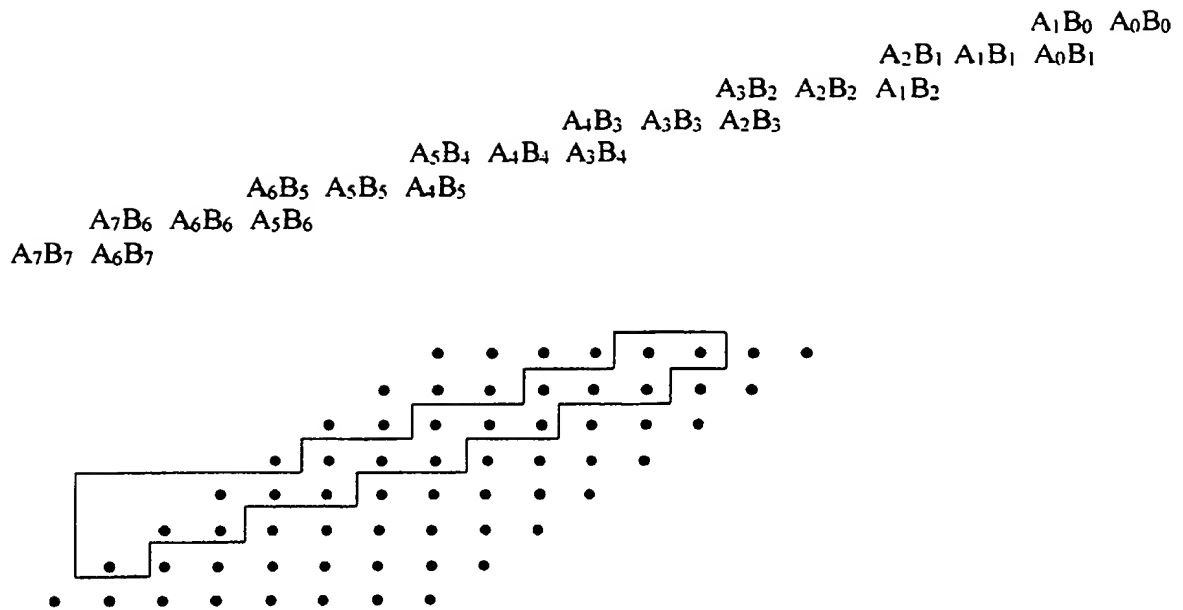 A₁B₀ A₀B₀
A₂B₁ A₁B₁ A₀B₁
A₃B₂ A₂B₂ A₁B₂
A₄B₃ A₃B₃ A₂B₃
A₅B₄ A₄B₄ A₃B₄
A₆B₅ A₅B₅ A₄B₅
A₇B₆ A₆B₆ A₅B₆
A₇B₇ A₆B₇